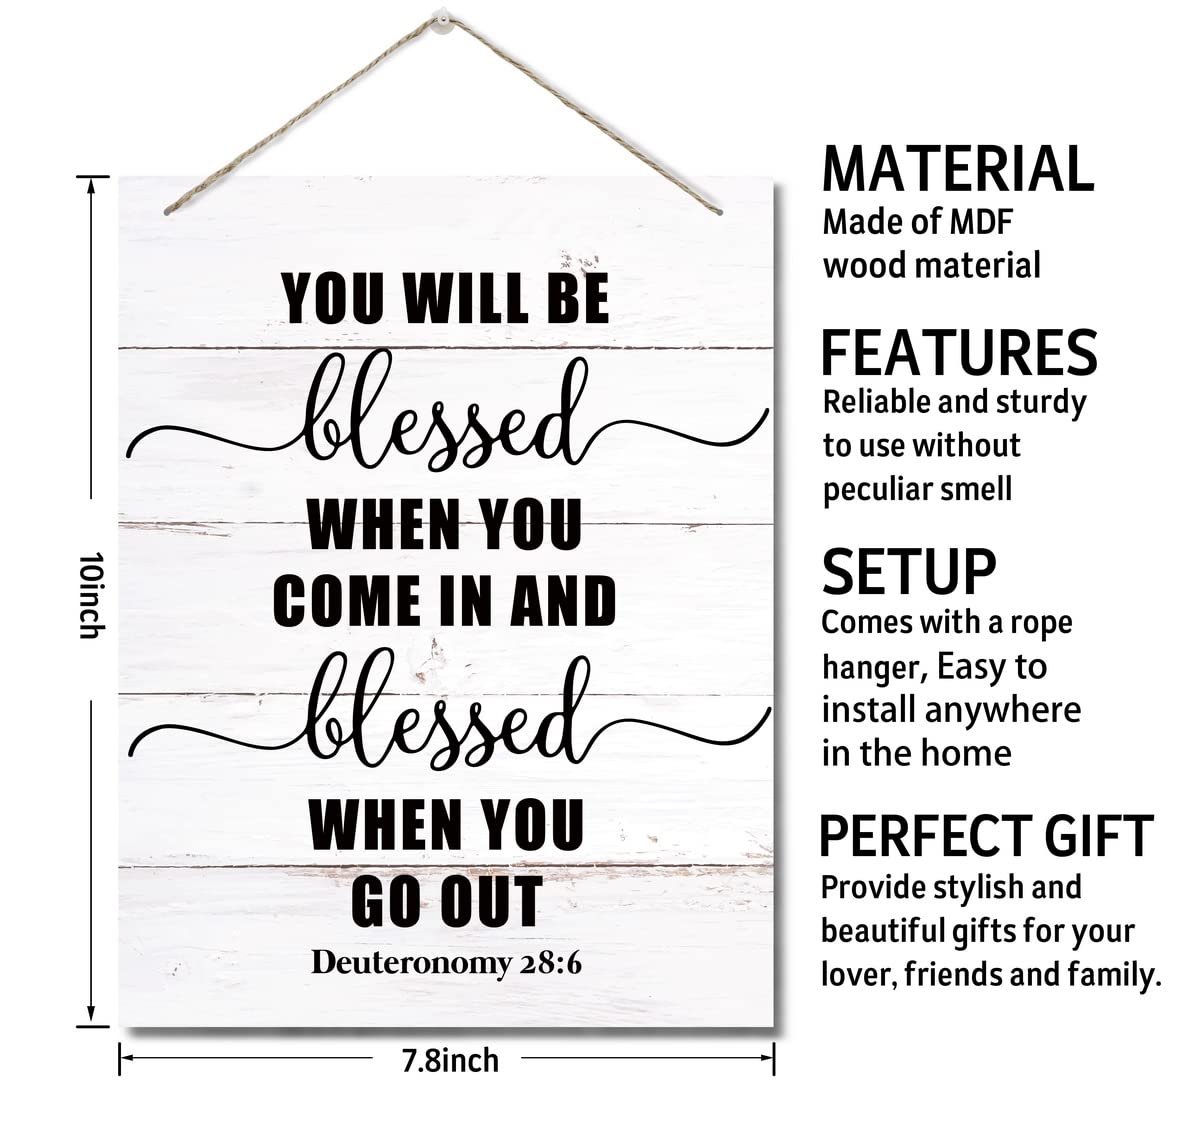 YOU WILL BE
blessed
WHEN YOU
COME IN AND
blessed
WHEN YOU
GO OUT
Deuteronomy 28:6
10inch
7.8inch
MATERIAL
Made of MDF
wood material
FEATURES
Reliable and sturdy
to use without
peculiar smell
SETUP
Comes with a rope
hanger, Easy to
install anywhere
in the home
PERFECT GIFT
Provide stylish and
beautiful gifts for your
lover, friends and family.